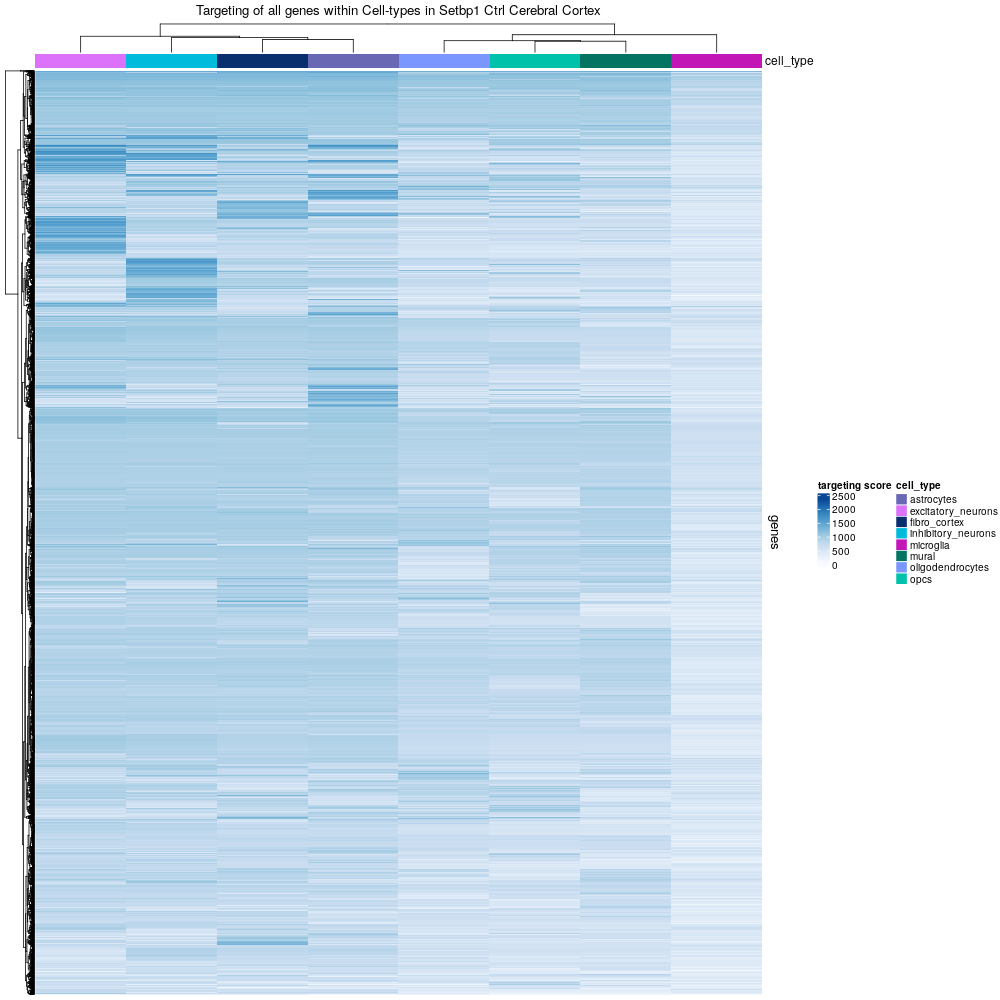 Targeting of all genes within Cell-types in Setbp1 Ctrl Cerebral Cortex
cell_type
genes
targeting score
2500
2000
1500
1000
500
0
cell_type
astrocytes
excitatory_neurons
fibro_cortex
inhibitory_neurons
microglia
mural
oligodendrocytes
opcs